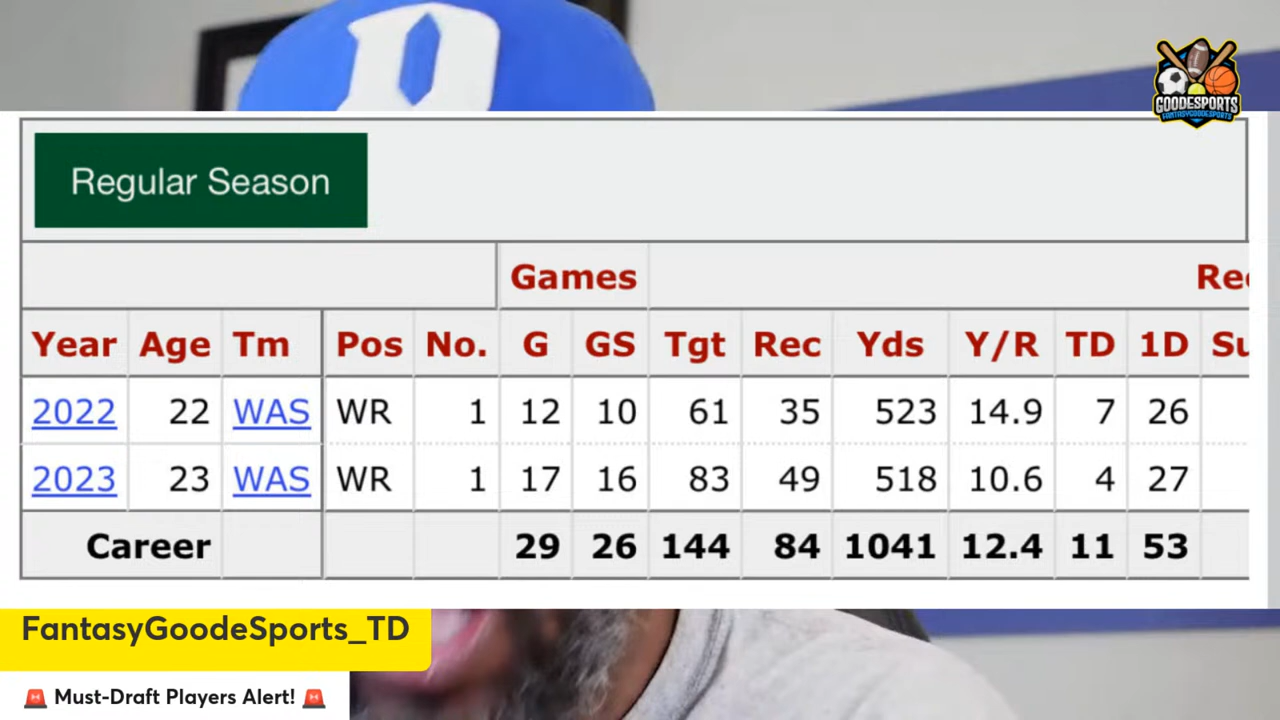 GOODESPORTS
FANTASYGOODESPORTS
Regular Season
Games Rec
Year Age Tm Pos No. G GS Tgt Rec Yds Y/R TD 1D Su
2022 22 WAS WR 1 12 10 61 35 523 14.9 7 26
2023 23 WAS WR 1 17 16 83 49 518 10.6 4 27
Career 29 26 144 84 1041 12.4 11 53
FantasyGoodeSports_TD
🚨 Must-Draft Players Alert! 🚨